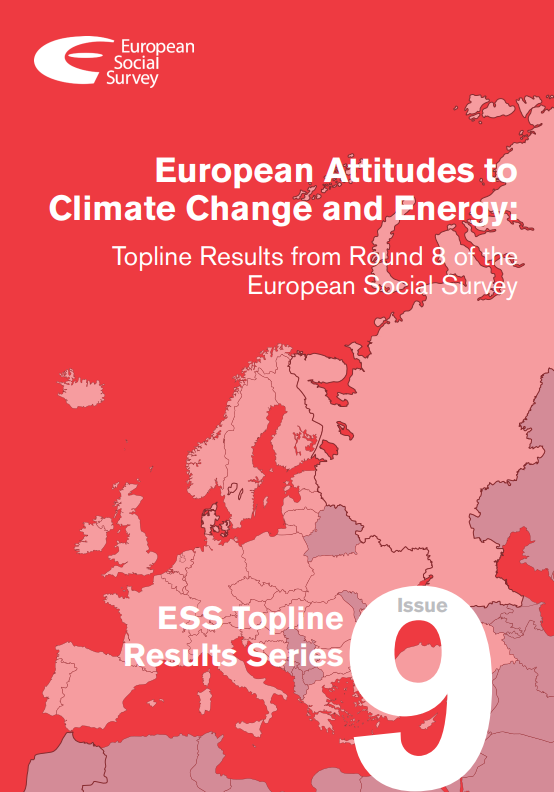 European
Social
Survey
European Attitudes to
Climate Change and Energy:
Topline Results from Round 8 of the
European Social Survey
ESS Topline
Results Series
Issue
9